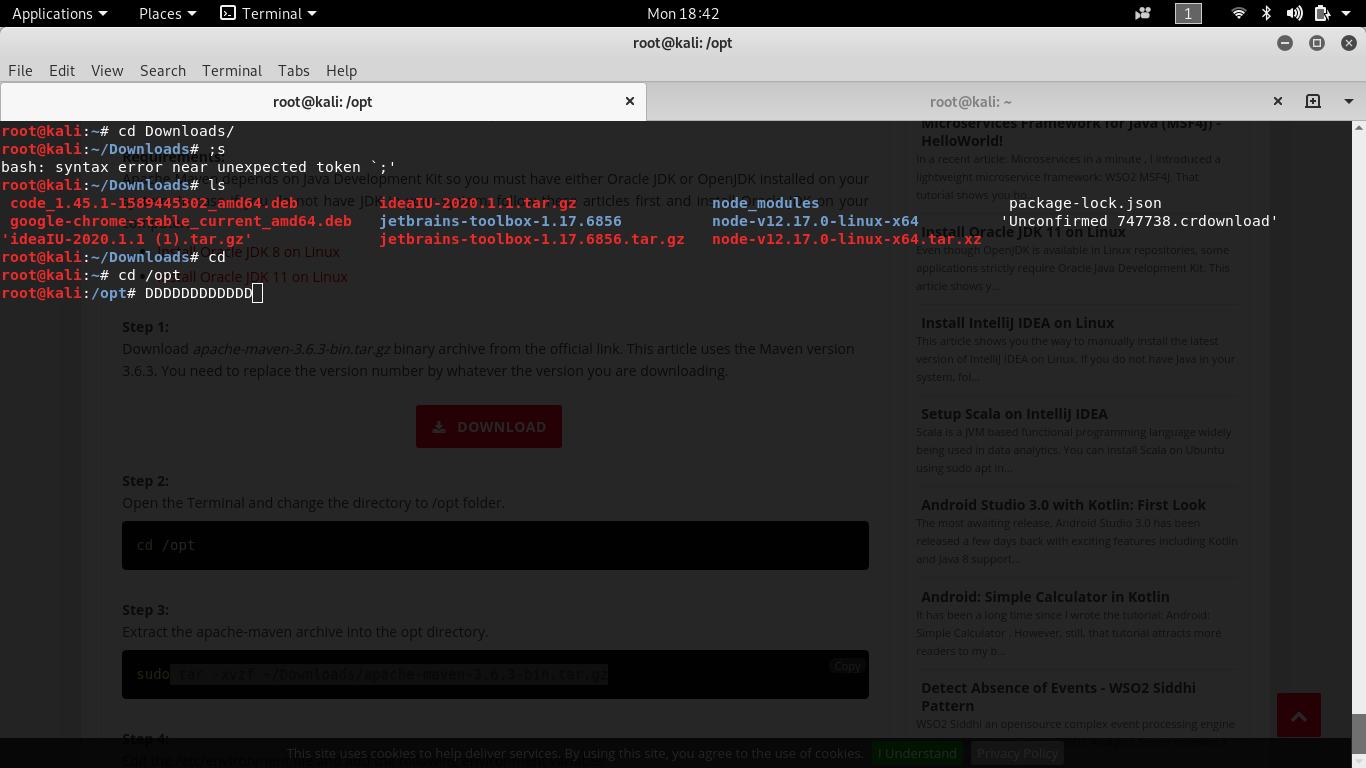 Applications Places Terminal Mon 18:42 1
root@kali: /opt
File Edit View Search Terminal Tabs Help
root@kali: /opt root@kali: ~
root@kali:~# cd Downloads/
root@kali:~/Downloads# ;s
bash: syntax error near unexpected token `;'
root@kali:~/Downloads# ls
code_1.45.1-1589445302_amd64.deb ideaIU-2020.1.1.tar.gz node_modules package-lock.json
google-chrome-stable_current_amd64.deb jetbrains-toolbox-1.17.6856 node-v12.17.0-linux-x64 'Unconfirmed 747738.crdownload'
'ideaIU-2020.1.1 (1).tar.gz' jetbrains-toolbox-1.17.6856.tar.gz node-v12.17.0-linux-x64.tar.xz
root@kali:~/Downloads# cd
root@kali:~# cd /opt
root@kali:/opt# DDDDDDDDDDDD
Requirements:
Apache Maven depends on Java Development Kit so you must have either Oracle JDK or OpenJDK installed on your
Install Oracle JDK 8 on Linux
Install Oracle JDK 11 on Linux
Step 1:
Download apache-maven-3.6.3-bin.tar.gz binary archive from the official link. This article uses the Maven version
3.6.3. You need to replace the version number by whatever the version you are downloading.
DOWNLOAD
Step 2:
Open the Terminal and change the directory to /opt folder.
cd /opt
Step 3:
Extract the apache-maven archive into the opt directory.
Copy
sudo tar -xvzf ~/Downloads/apache-maven-3.6.3-bin.tar.gz
Step 4:
Microservices Framework for Java (MSF4J) -
HelloWorld!
In a recent article: Microservices in a minute , I introduced a
lightweight microservice framework: WSO2 MSF4J. That
tutorial shows you ho...
Install Oracle JDK 11 on Linux
Even though OpenJDK is available in Linux repositories, some
applications strictly require Oracle Java Development Kit. This
article shows y...
Install IntelliJ IDEA on Linux
This article shows you the way to manually install the latest
version of IntelliJ IDEA on Linux. If you do not have Java in your
system, fol...
Setup Scala on IntelliJ IDEA
Scala is a JVM based functional programming language widely
being used in data analytics. You can install Scala on Ubuntu
using sudo apt in...
Android Studio 3.0 with Kotlin: First Look
The most awaiting release, Android Studio 3.0 has been
released a few days back with exciting features including Kotlin
and Java 8 support...
Android: Simple Calculator in Kotlin
It has been a long time since I wrote the tutorial: Android:
Simple Calculator . However, still, that tutorial attracts more
readers to my b...
Detect Absence of Events - WSO2 Siddhi
Pattern
WSO2 Siddhi an opensource complex event processing engine
This site uses cookies to help deliver services. By using this site, you agree to the use of cookies. I Understand Privacy Policy